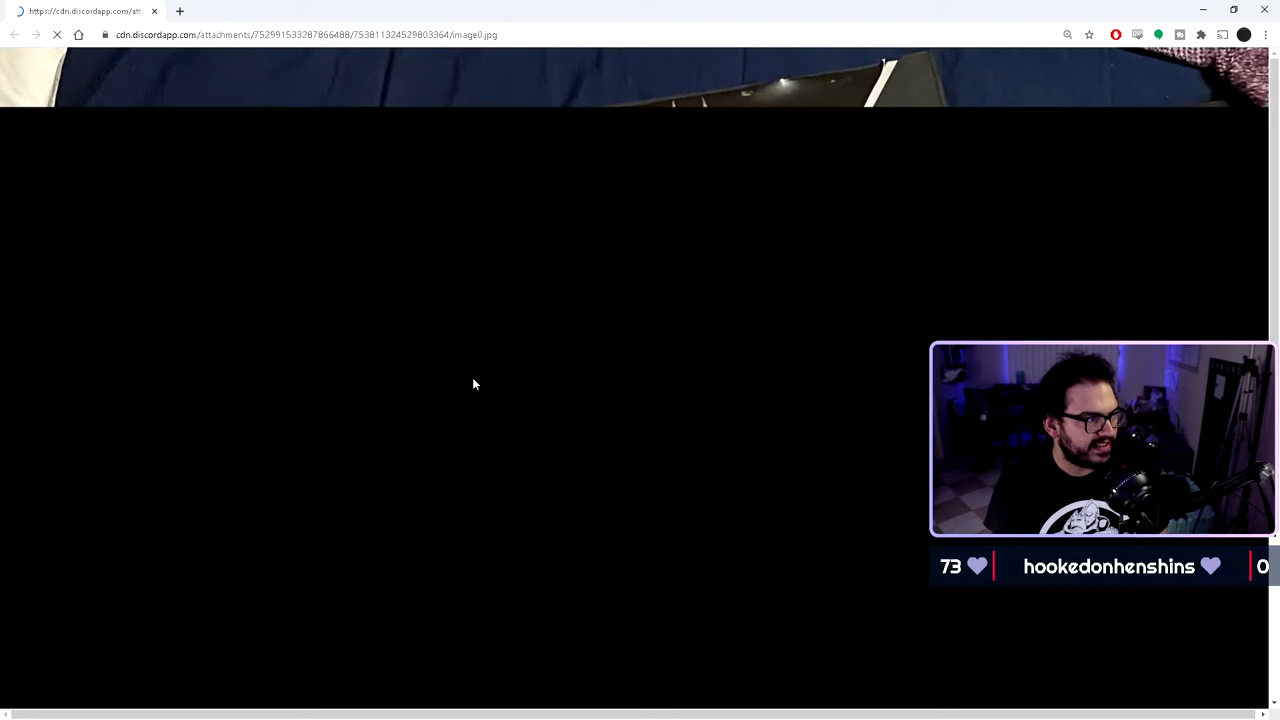 https://cdn.discordapp.com/att
cdn.discordapp.com/attachments/752991533287866488/753811324529803364/image0.jpg
73
hookedonhenshins
0